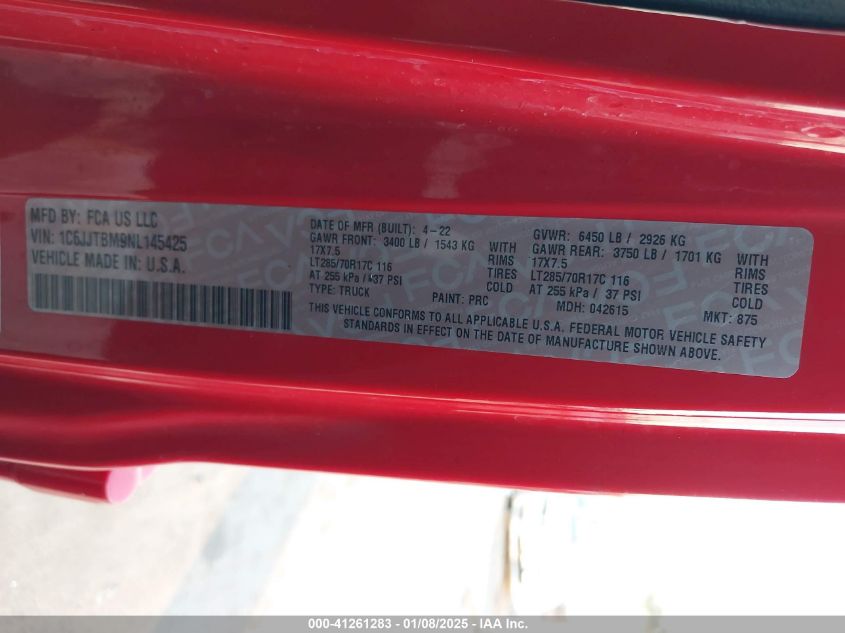 MFD BY: FCA US LLC
VIN: 1C6JJTBM9NL145425
VEHICLE MADE IN: U.S.A.
DATE OF MFR (BUILT): 4-22
GAWR FRONT: 3400 LB / 1543 KG WITH
17X7.5 RIMS
LT285/70R17C 116 TIRES
AT 255 kPa / 37 PSI COLD
TYPE: TRUCK PAINT: PRC
GVWR: 6450 LB / 2926 KG
GAWR REAR: 3750 LB / 1701 KG WITH
17X7.5 RIMS
LT285/70R17C 116 TIRES
AT 255 kPa / 37 PSI COLD
MDH: 042615 MKT: 875
THIS VEHICLE CONFORMS TO ALL APPLICABLE U.S.A. FEDERAL MOTOR VEHICLE SAFETY
STANDARDS IN EFFECT ON THE DATE OF MANUFACTURE SHOWN ABOVE.
000-41261283 - 01/08/2025 - IAA Inc.